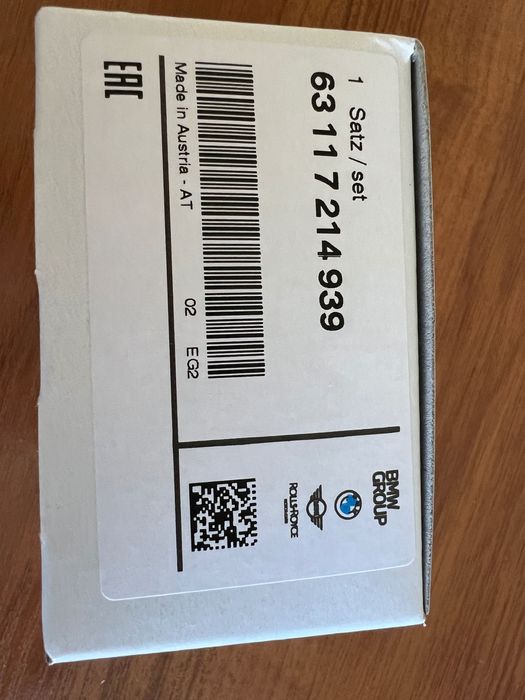 1 Satz / set
63 11 7 214 939
02 EG2
Made in Austria - AT
EAC
BMW
GROUP
ROLLS-ROYCE